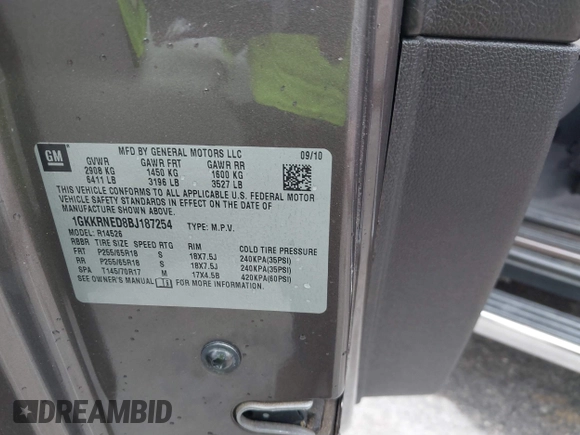 GM
MFD BY GENERAL MOTORS LLC 09/10
GVWR GAWR FRT GAWR RR
2908 KG 1450 KG 1600 KG
6411 LB 3196 LB 3527 LB
THIS VEHICLE CONFORMS TO ALL APPLICABLE U.S. FEDERAL MOTOR
VEHICLE SAFETY STANDARDS IN EFFECT ON THE DATE OF
MANUFACTURE SHOWN ABOVE.
1GKKRNED8BJ187254 TYPE: M.P.V.
MODEL: R14526
RBBR TIRE SIZE SPEED RTG RIM COLD TIRE PRESSURE
FRT P255/65R18 S 18X7.5J 240KPA(35PSI)
RR P255/65R18 S 18X7.5J 240KPA(35PSI)
SPA T145/70R17 M 17X4.5B 420KPA(60PSI)
SEE OWNER'S MANUAL FOR MORE INFORMATION.
DREAMBID